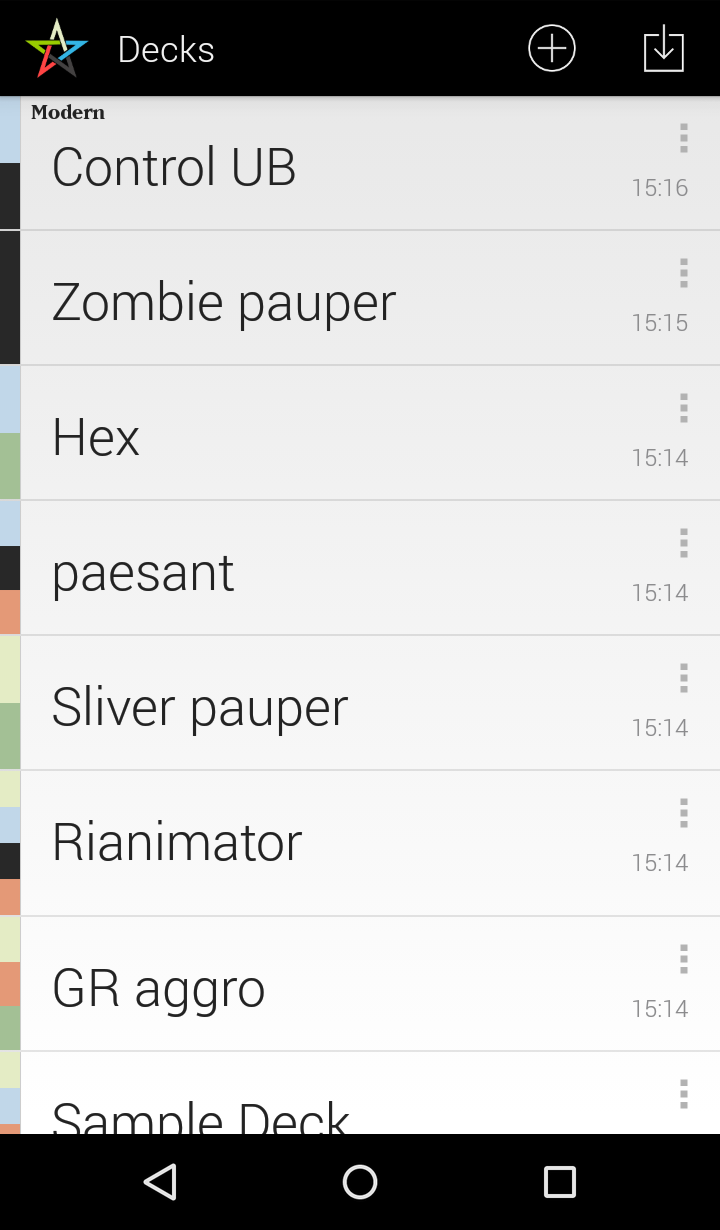 Decks
Modern
Control UB
15:16
Zombie pauper
15:15
Hex
15:14
paesant
15:14
Sliver pauper
15:14
Rianimator
15:14
GR aggro
15:14
Sample Deck